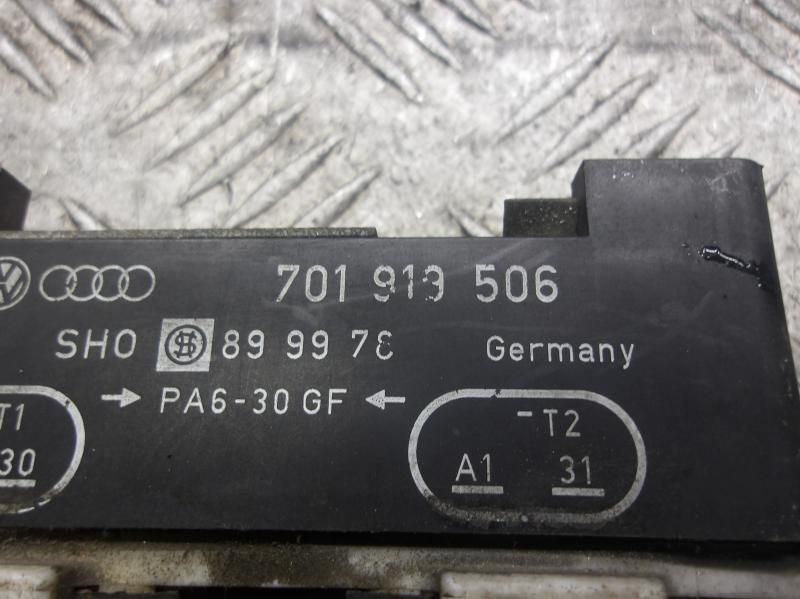 701 919 506
SHO 89 99 78 Germany
PA6-30 GF
T1
30
-T2
A1 31